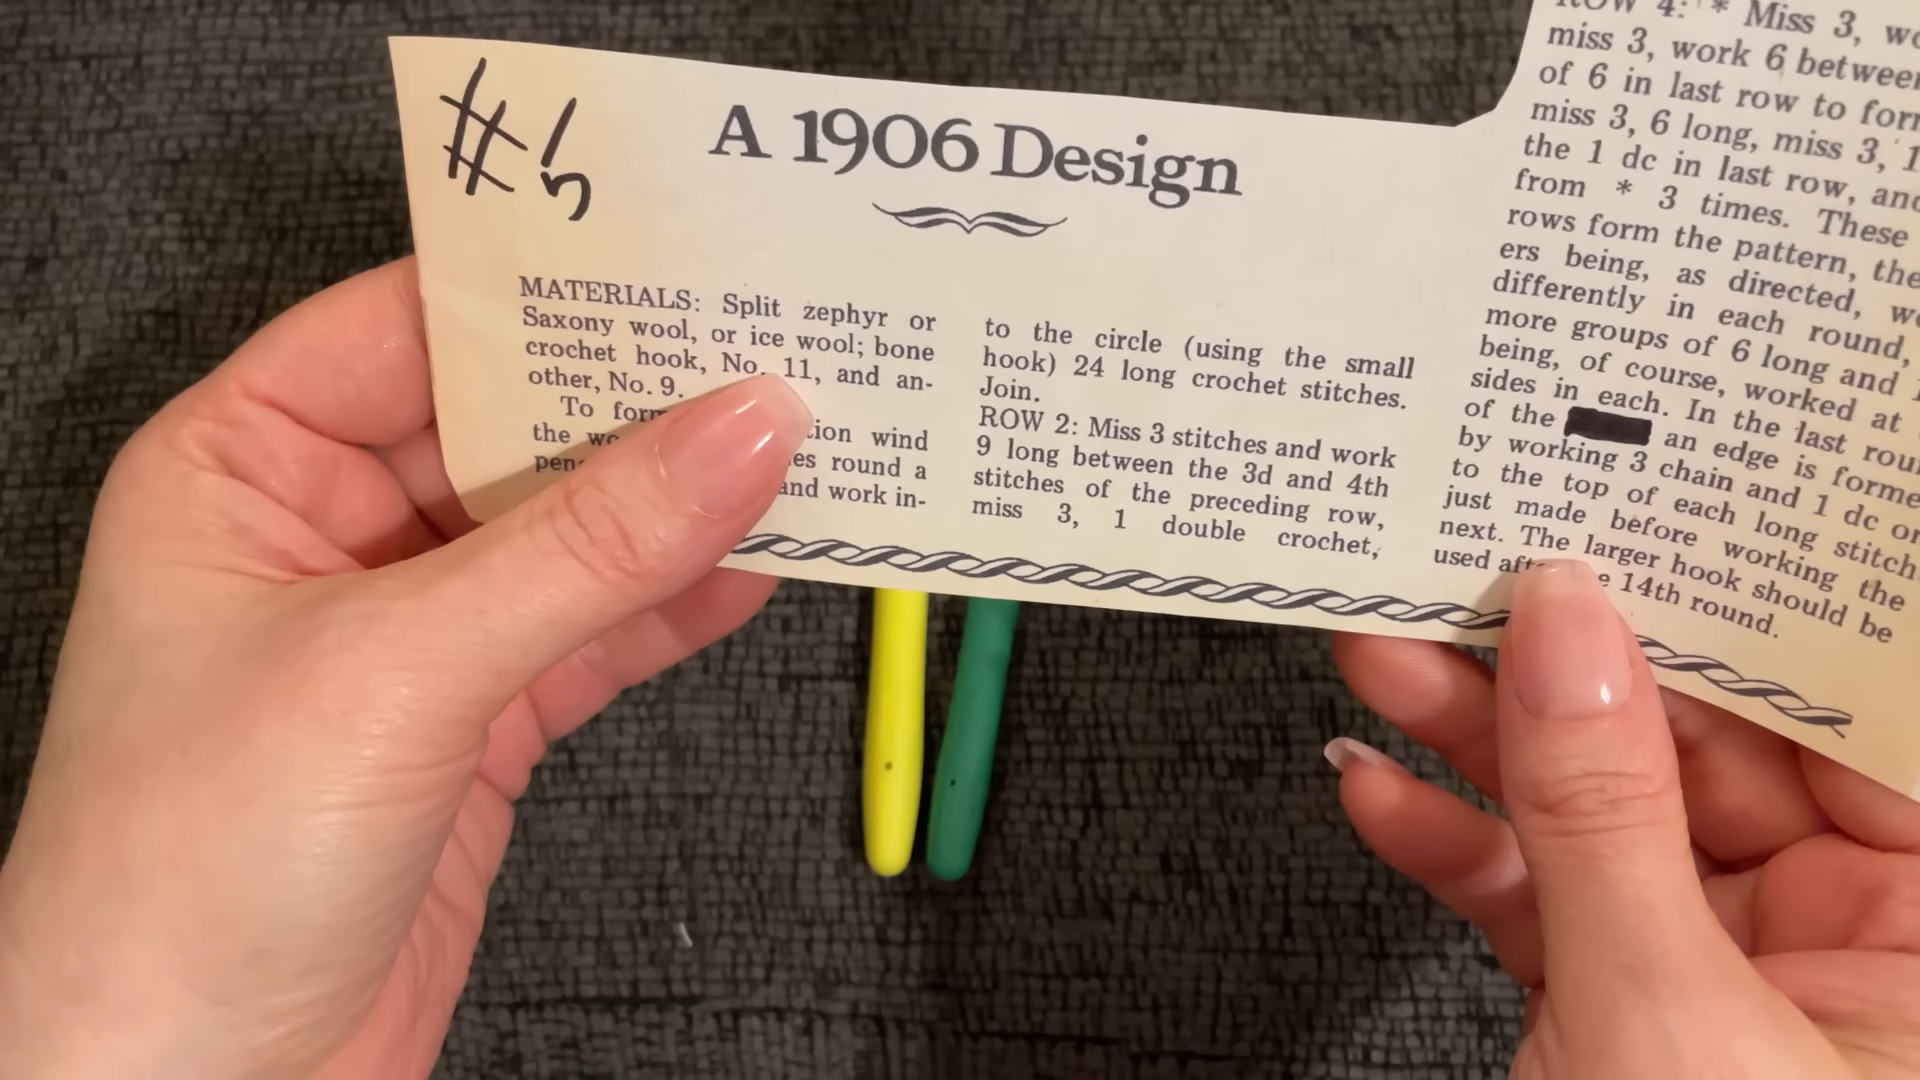 #5
A 1906 Design
MATERIALS: Split zephyr or
Saxony wool, or ice wool; bone
crochet hook, No. 11, and an-
other, No. 9.
To form
the
tion wind
round a
and work in-
to the circle (using the small
hook) 24 long crochet stitches.
Join.
ROW 2: Miss 3 stitches and work
9 long between the 3d and 4th
stitches of the preceding row,
miss 3, 1 double crochet,
ROW 4: * Miss 3,
miss 3, work 6 between
of 6 in last row to form
miss 3, 6 long, miss 3, 1
the 1 dc in last row, and
from * 3 times. These
rows form the pattern, the
ers being, as directed,
differently in each round,
more groups of 6 long and 1
being, of course, worked at
sides in each. In the last
of the an edge is forme
by working 3 chain and 1 dc
to the top of each long stitch
just made before working the
next. The larger hook should be
used after 14th round.